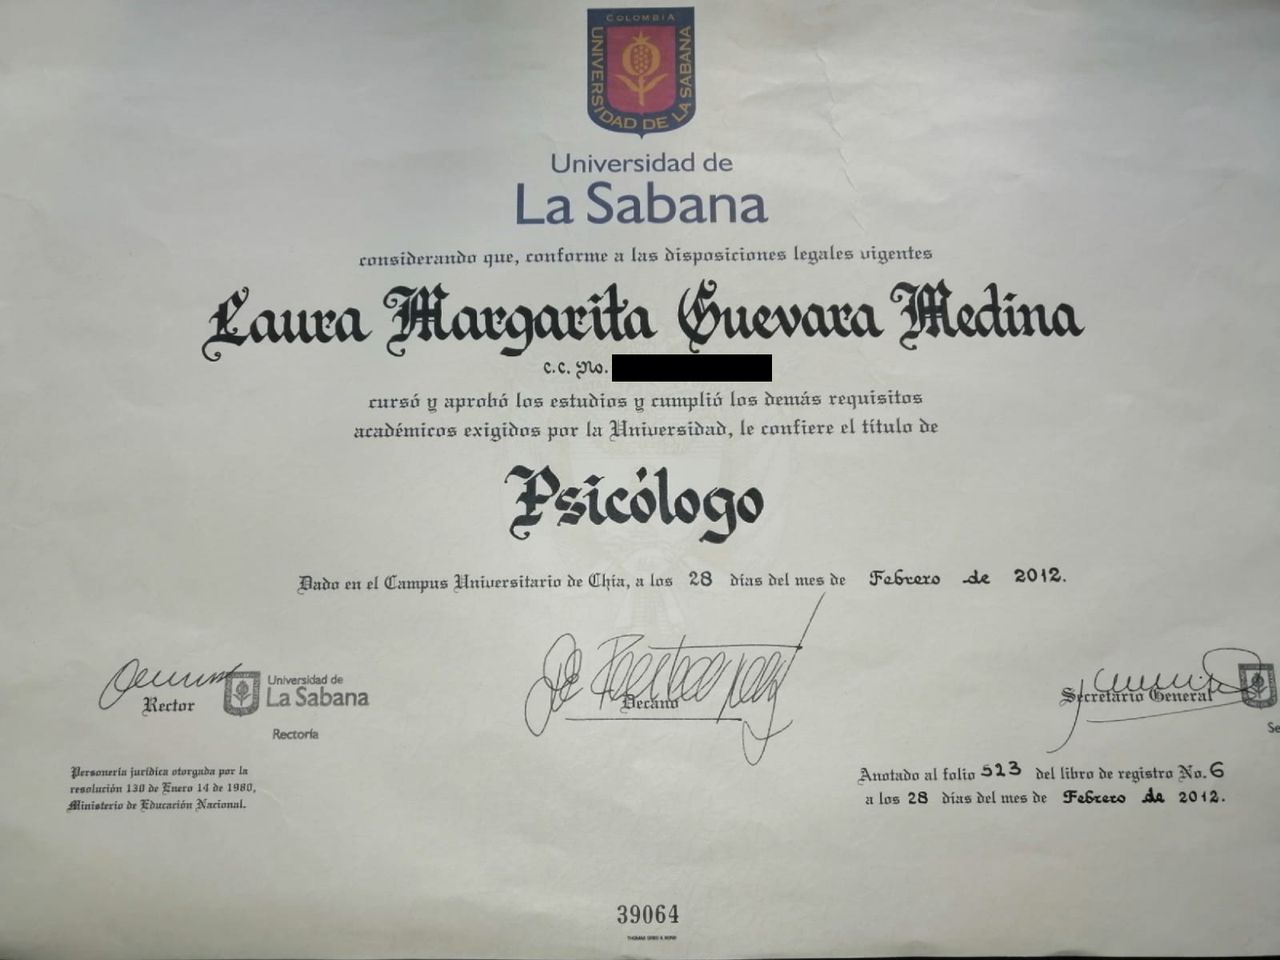 COLOMBIA
UNIVERSIDAD DE LA SABANA
Universidad de
La Sabana
considerando que, conforme a las disposiciones legales vigentes
Laura Margarita Guevara Medina
C.C. No.
cursó y aprobó los estudios y cumplió los demás requisitos
académicos exigidos por la Universidad, le confiere el título de
Psicólogo
Dado en el Campus Universitario de Chía, a los 28 días del mes de Febrero de 2012.
Rector
Universidad de
La Sabana
Rectoría
Decano
Secretario General
Se
Personería jurídica otorgada por la
resolución 130 de Enero 14 de 1980,
Ministerio de Educación Nacional.
Anotado al folio 523 del libro de registro No. 6
a los 28 días del mes de Febrero de 2012.
39064